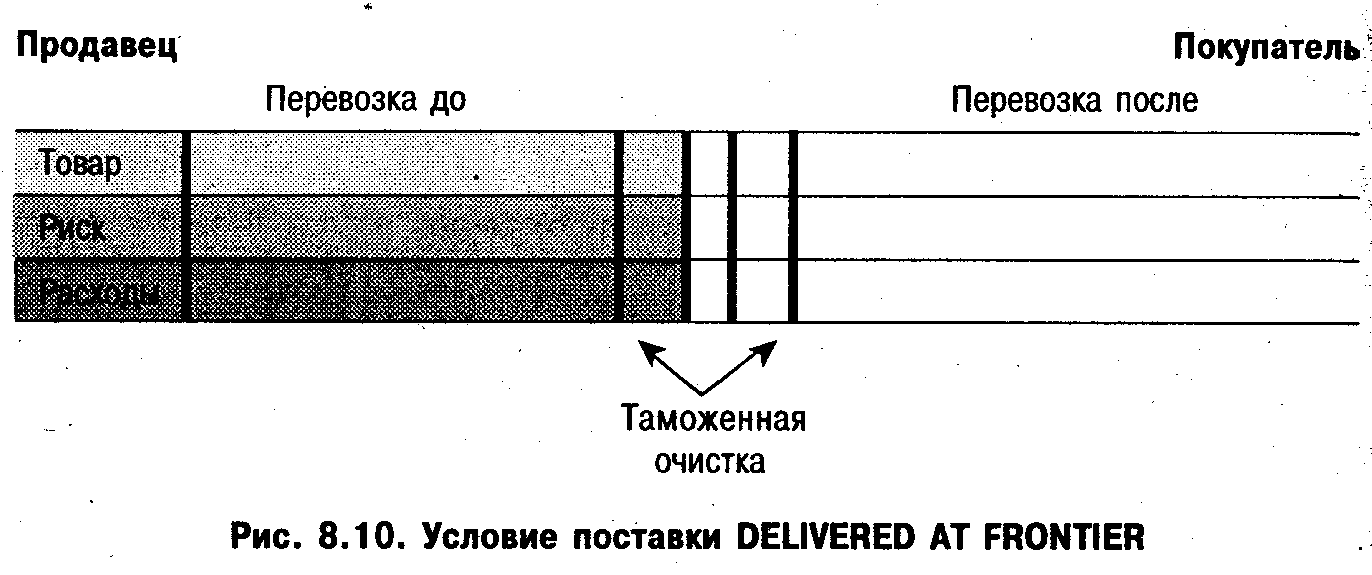 Продавец
Покупатель
Перевозка до
Перевозка после
Товар
Риск
Расходы
Таможенная
очистка
Рис. 8.10. Условие поставки DELIVERED AT FRONTIER